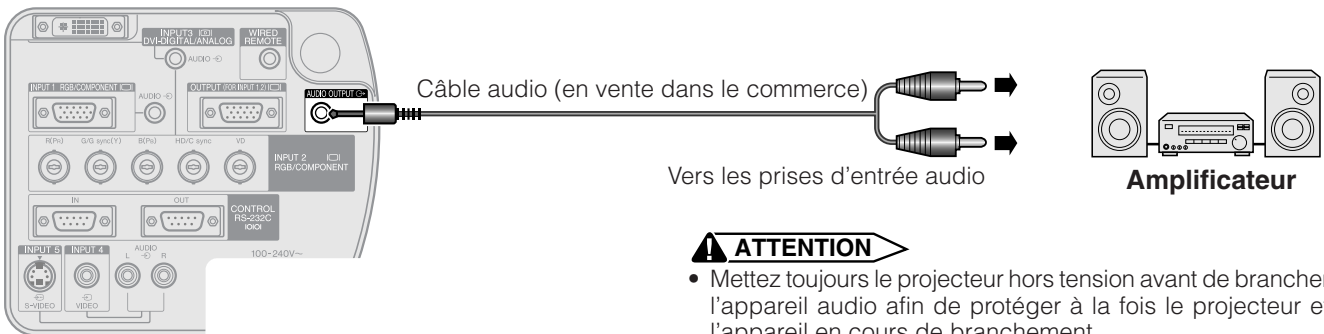 INPUT3
DVI-DIGITAL/ANALOG
WIRED
REMOTE
AUDIO
INPUT 1 RGB/COMPONENT
AUDIO
OUTPUT (FOR INPUT 1,2)
AUDIO OUTPUT
Câble audio (en vente dans le commerce)
R(PR) G/G sync(Y) B(PB) HD/C sync VD
INPUT 2
RGB/COMPONENT
Vers les prises d'entrée audio
Amplificateur
IN OUT
CONTROL
RS-232C
INPUT 5 INPUT 4 AUDIO
L R
100-240V~
S-VIDEO VIDEO
ATTENTION
• Mettez toujours le projecteur hors tension avant de brancher
l'appareil audio afin de protéger à la fois le projecteur e
l'appareil en cours de branchement